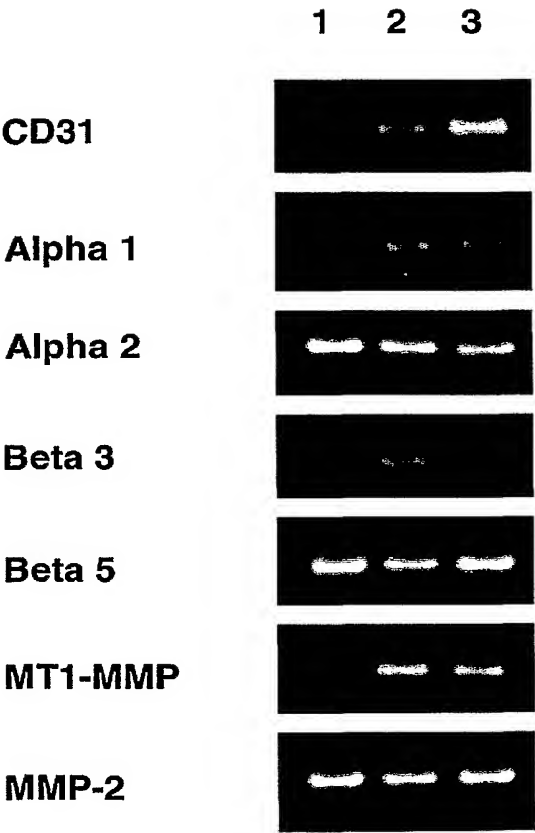 1 2 3
CD31
Alpha 1
Alpha 2
Beta 3
Beta 5
MT1-MMP
MMP-2